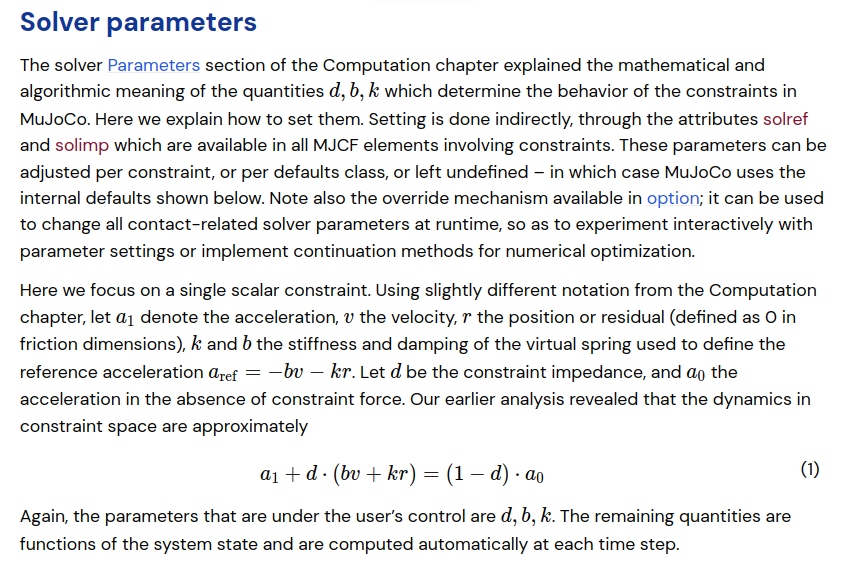 Solver parameters
The solver Parameters section of the Computation chapter explained the mathematical and
algorithmic meaning of the quantities d, b, k which determine the behavior of the constraints in
MuJoCo. Here we explain how to set them. Setting is done indirectly, through the attributes solref
and solimp which are available in all MJCF elements involving constraints. These parameters can be
adjusted per constraint, or per defaults class, or left undefined – in which case MuJoCo uses the
internal defaults shown below. Note also the override mechanism available in option; it can be used
to change all contact-related solver parameters at runtime, so as to experiment interactively with
parameter settings or implement continuation methods for numerical optimization.
Here we focus on a single scalar constraint. Using slightly different notation from the Computation
chapter, let a₁ denote the acceleration, v the velocity, r the position or residual (defined as 0 in
friction dimensions), k and b the stiffness and damping of the virtual spring used to define the
reference acceleration a_ref = −bv − kr. Let d be the constraint impedance, and a₀ the
acceleration in the absence of constraint force. Our earlier analysis revealed that the dynamics in
constraint space are approximately
a₁ + d · (bv + kr) = (1 − d) · a₀ (1)
Again, the parameters that are under the user's control are d, b, k. The remaining quantities are
functions of the system state and are computed automatically at each time step.